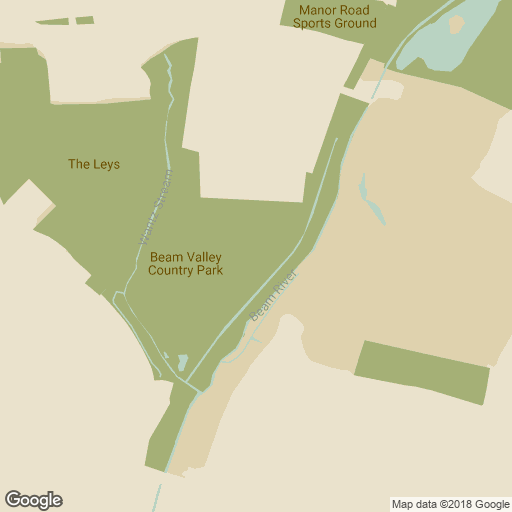 Manor Road
Sports Ground
The Leys
Wantz Stream
Beam Valley
Country Park
Beam River
Google
Map data ©2018 Google